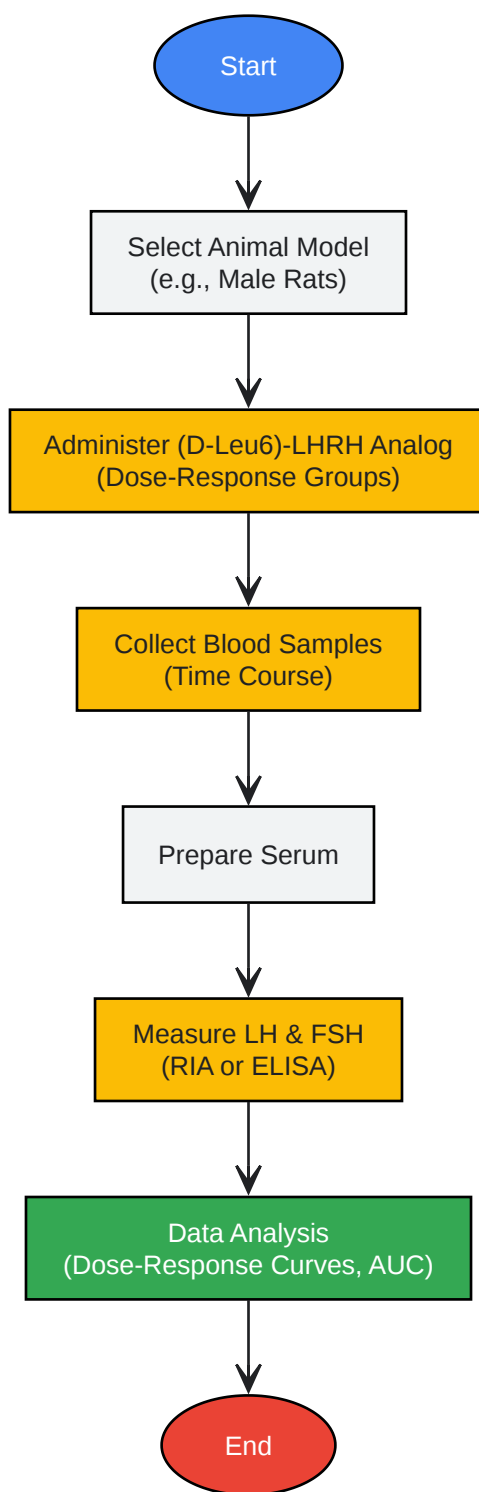 Start
Select Animal Model
(e.g., Male Rats)
Administer (D-Leu6)-LHRH Analog
(Dose-Response Groups)
Collect Blood Samples
(Time Course)
Prepare Serum
Measure LH & FSH
(RIA or ELISA)
Data Analysis
(Dose-Response Curves, AUC)
End